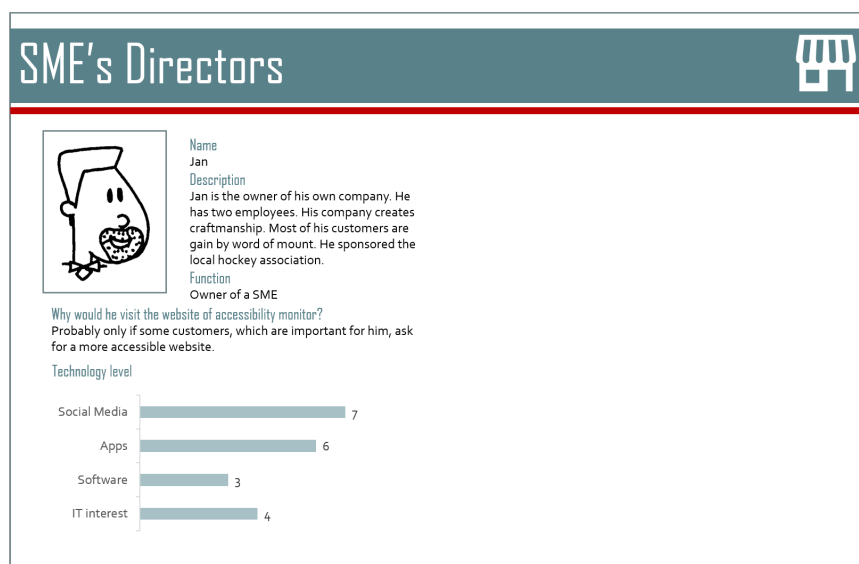 SME's Directors
Name
Jan
Description
Jan is the owner of his own company. He
has two employees. His company creates
craftmanship. Most of his customers are
gain by word of mount. He sponsored the
local hockey association.
Function
Owner of a SME
Why would he visit the website of accessibility monitor?
Probably only if some customers, which are important for him, ask
for a more accessible website.
Technology level
Social Media 7
Apps 6
Software 3
IT interest 4